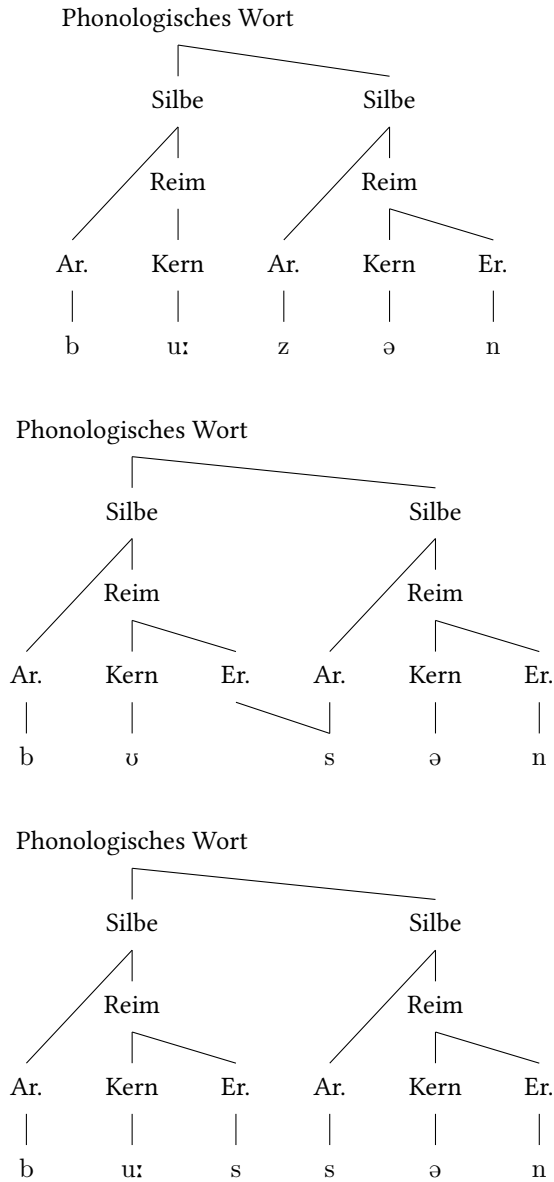 Phonologisches Wort
Silbe Silbe
Reim Reim
Ar. Kern Ar. Kern Er.
b uː z ə n
Phonologisches Wort
Silbe Silbe
Reim Reim
Ar. Kern Er. Ar. Kern Er.
b ʊ s ə n
Phonologisches Wort
Silbe Silbe
Reim Reim
Ar. Kern Er. Ar. Kern Er.
b uː s s ə n